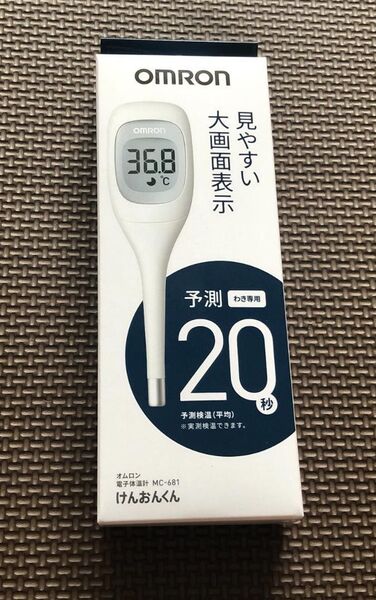 OMRON
見やすい
大画面表示
OMRON
36.8
℃
予測 わき専用
20秒
予測検温(平均)
※実測検温できます。
オムロン
電子体温計 MC-681
けんおんくん